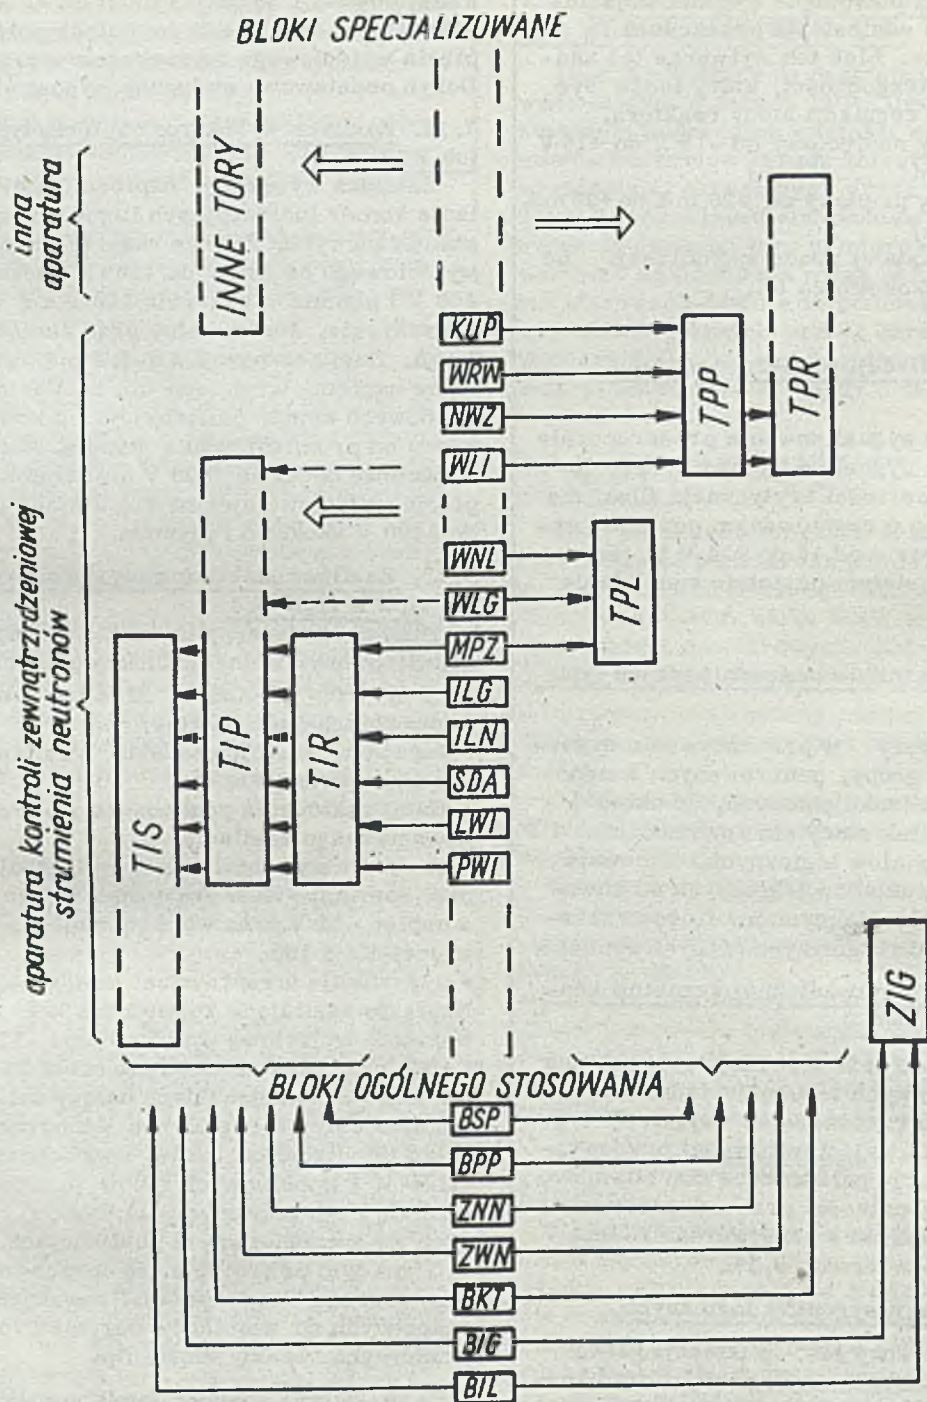 BLOKI SPECJALIZOWANE
inna
aparatura
INNE TORY
KUP
WRW
NWZ
WLI
TPP
TPR
WNL
WLG
MPZ
TPL
ILG
ILN
SDA
LWI
PWI
aparatura kontroli zewnątrzrdzeniowej
strumienia neutronów
TIS
TIP
TIR
ZIG
BLOKI OGÓLNEGO STOSOWANIA
BSP
BPP
ZNN
ZWN
BKT
BIG
BIL